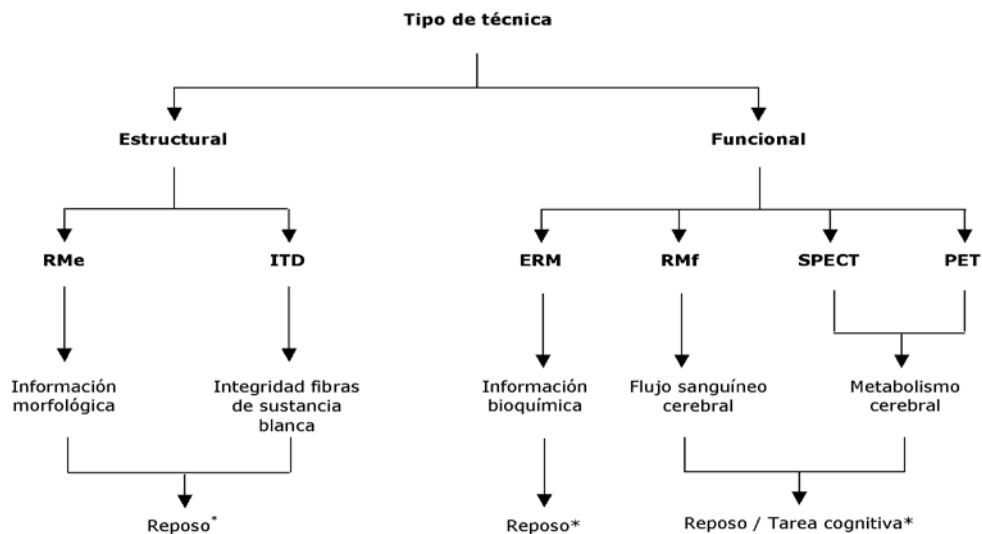 Tipo de técnica
Estructural
Funcional
RMe
ITD
ERM
RMf
SPECT
PET
Información
morfológica
Integridad fibras
de sustancia
blanca
Información
bioquímica
Flujo sanguíneo
cerebral
Metabolismo
cerebral
Reposo*
Reposo*
Reposo / Tarea cognitiva*